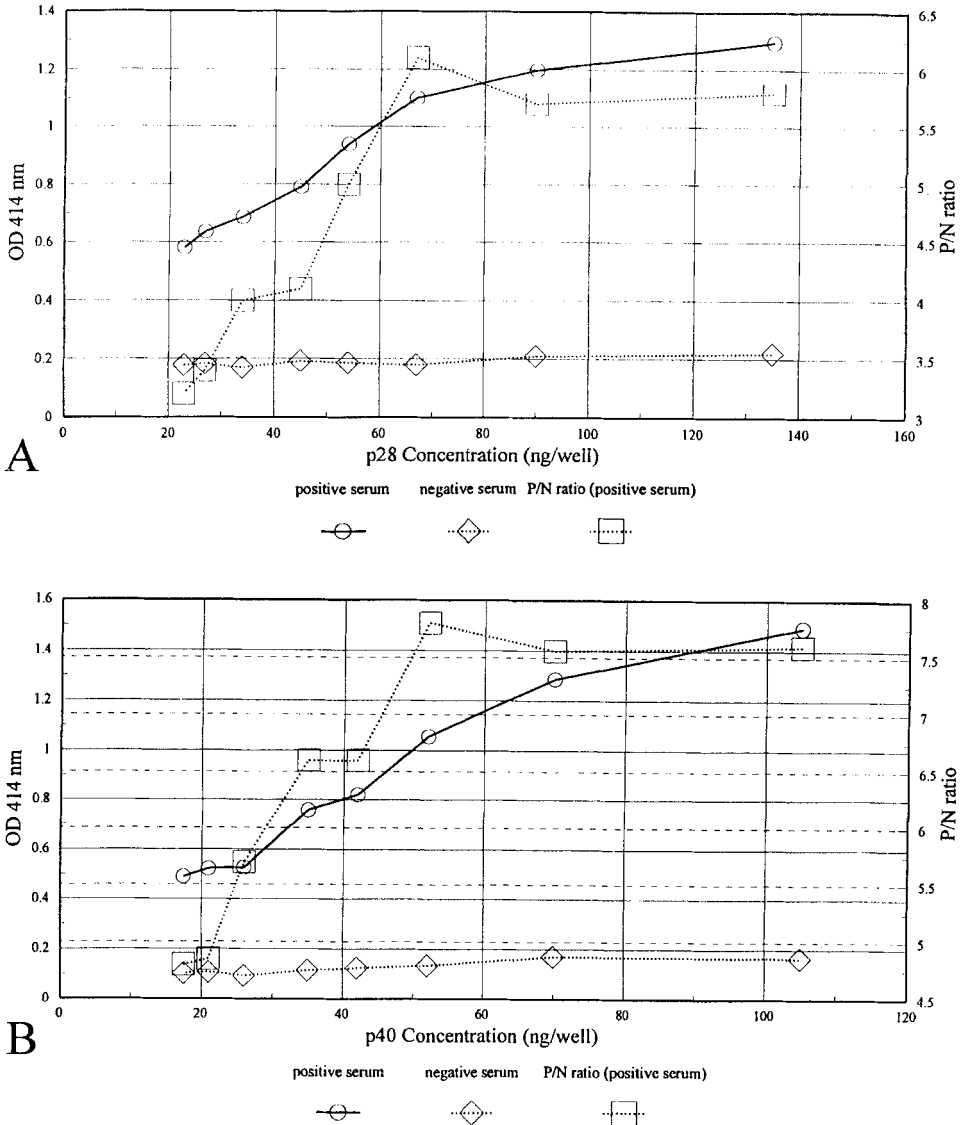 1.4
1.2
1
0.8
0.6
0.4
0.2
0
OD 414 nm
6.5
6
5.5
5
4.5
4
3.5
3
P/N ratio
0 20 40 60 80 100 120 140 160
p28 Concentration (ng/well)
A
positive serum negative serum P/N ratio (positive serum)
1.6
1.4
1.2
1
0.8
0.6
0.4
0.2
0
OD 414 nm
8
7.5
7
6.5
6
5.5
5
4.5
P/N ratio
0 20 40 60 80 100 120
p40 Concentration (ng/well)
B
positive serum negative serum P/N ratio (positive serum)